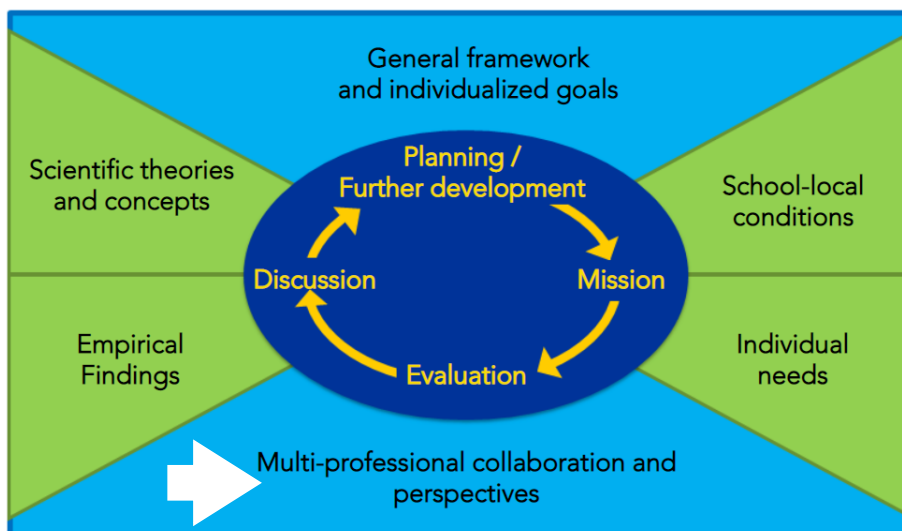 General framework
and individualized goals
Scientific theories
and concepts
Planning /
Further development
School-local
conditions
Discussion
Mission
Empirical
Findings
Evaluation
Individual
needs
Multi-professional collaboration and
perspectives